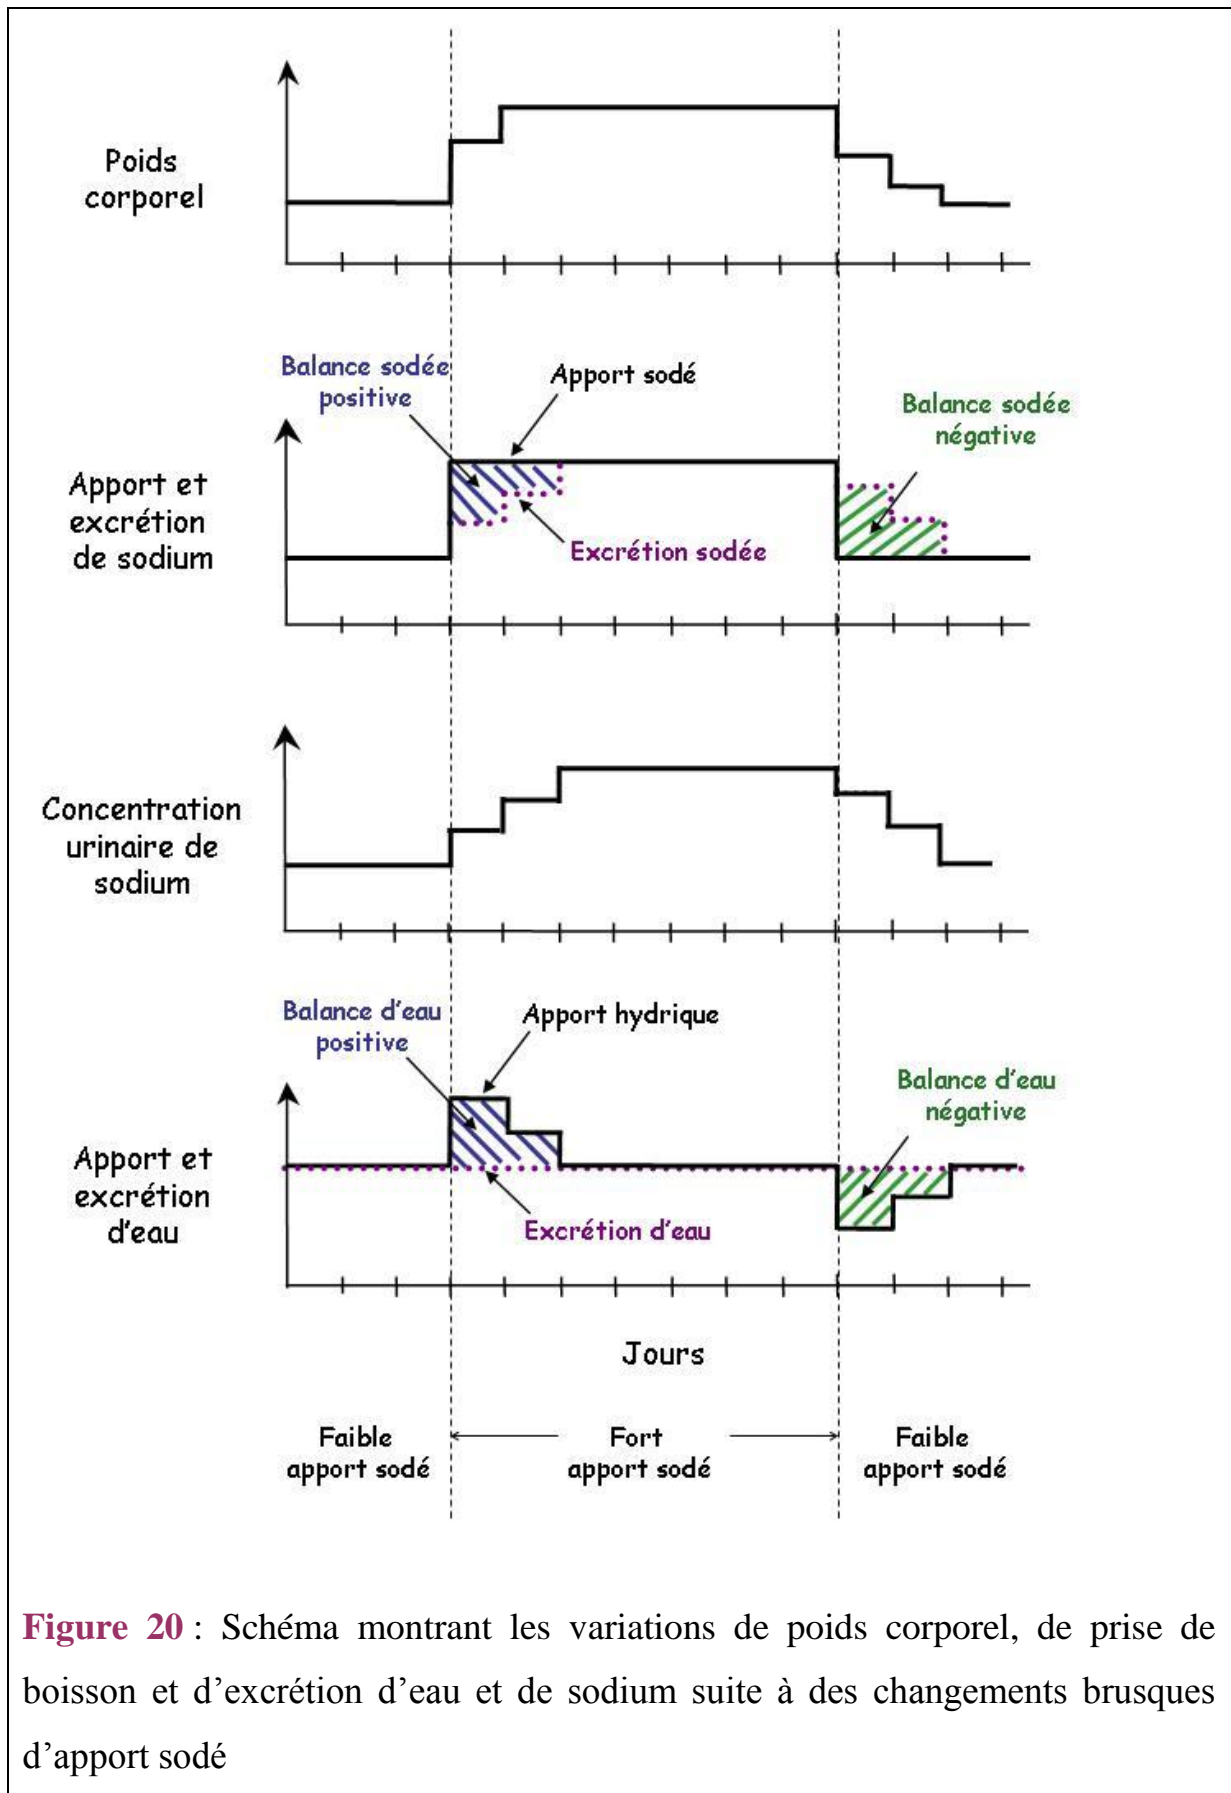 Poids
corporel
Balance sodée
positive
Apport sodé
Balance sodée
négative
Apport et
excrétion
de sodium
Excrétion sodée
Concentration
urinaire de
sodium
Balance d'eau
positive
Apport hydrique
Balance d'eau
négative
Apport et
excrétion
d'eau
Excrétion d'eau
Jours
Faible
apport sodé
Fort
apport sodé
Faible
apport sodé
Figure 20 : Schéma montrant les variations de poids corporel, de prise de
boisson et d'excrétion d'eau et de sodium suite à des changements brusques
d'apport sodé